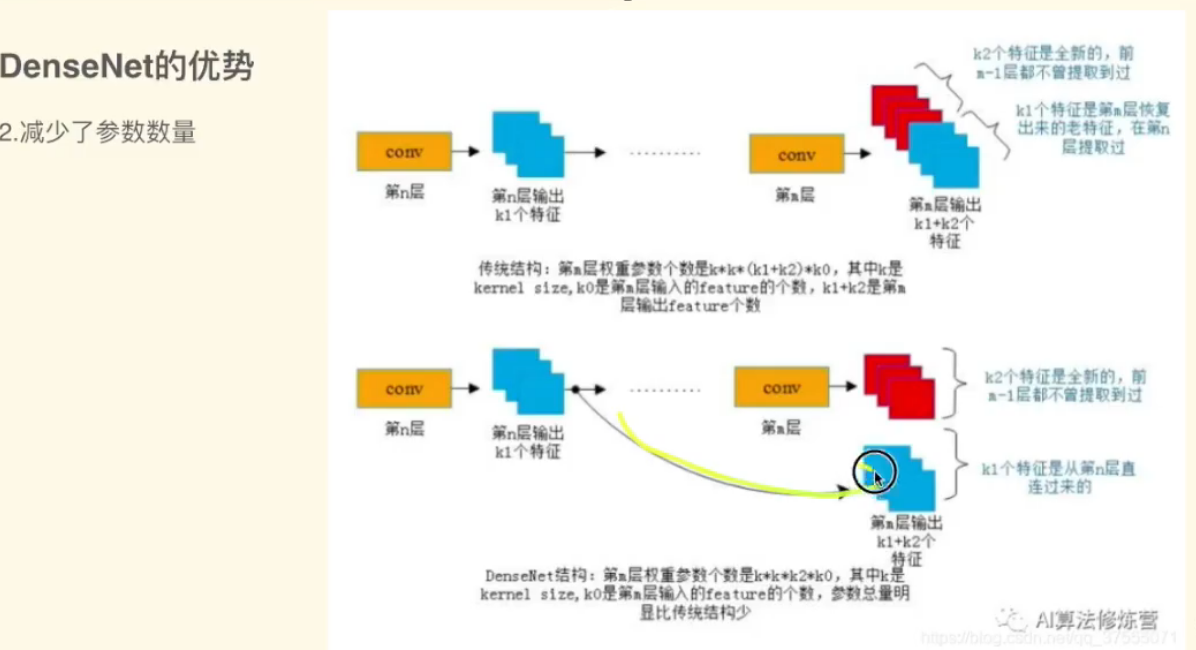 DenseNet的优势
2.减少了参数数量
k2个特征是全新的，前
m-1层都不曾提取到过
k1个特征是第m层恢复
出来的老特征，在第n
层提取过
conv
第n层
第n层输出
k1个特征
conv
第m层
第m层输出
k1+k2个
特征
传统结构：第m层权重参数个数是k*k*(k1+k2)*k0，其中k是
kernel size,k0是第m层输入的feature的个数，k1+k2是第m
层输出feature个数
conv
第n层
第n层输出
k1个特征
conv
第m层
k2个特征是全新的，前
m-1层都不曾提取到过
k1个特征是从第n层直
连过来的
第m层输出
k1+k2个
特征
DenseNet结构：第m层权重参数个数是k*k*k2*k0，其中k是
kernel size,k0是第m层输入的feature的个数，参数总量明
显比传统结构少
AI算法修炼营
https://blog.csdn.net/qq_37555071